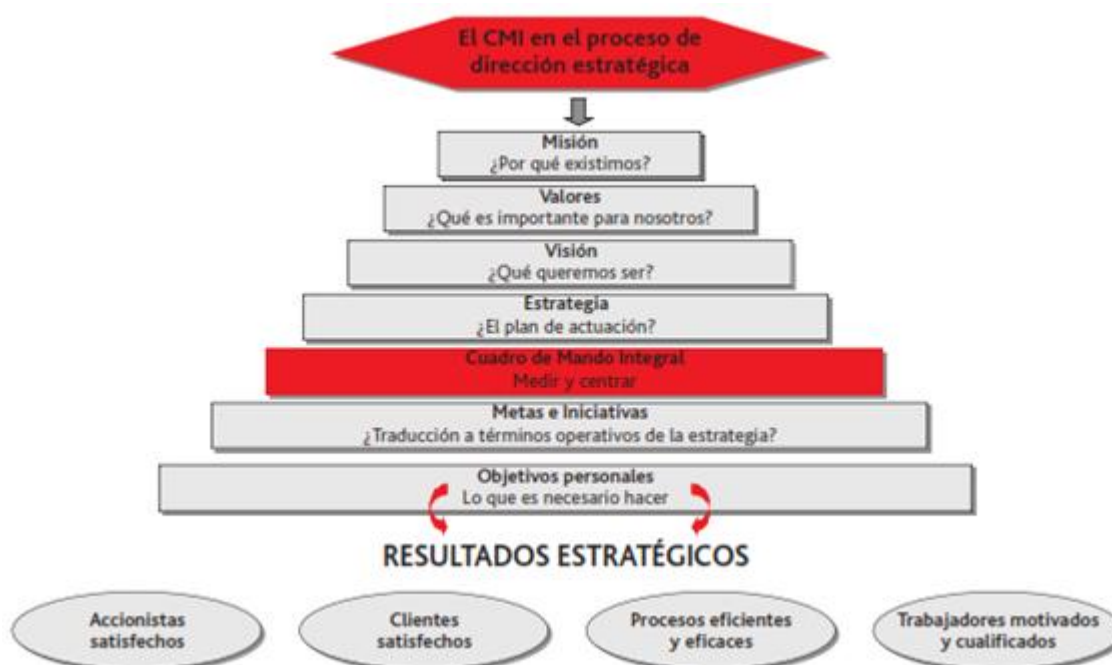 El CMI en el proceso de
dirección estratégica
Misión
¿Por qué existimos?
Valores
¿Qué es importante para nosotros?
Visión
¿Qué queremos ser?
Estrategia
¿El plan de actuación?
Cuadro de Mando Integral
Medir y centrar
Metas e Iniciativas
¿Traducción a términos operativos de la estrategia?
Objetivos personales
Lo que es necesario hacer
RESULTADOS ESTRATÉGICOS
Accionistas
satisfechos
Clientes
satisfechos
Procesos eficientes
y eficaces
Trabajadores motivados
y cualificados